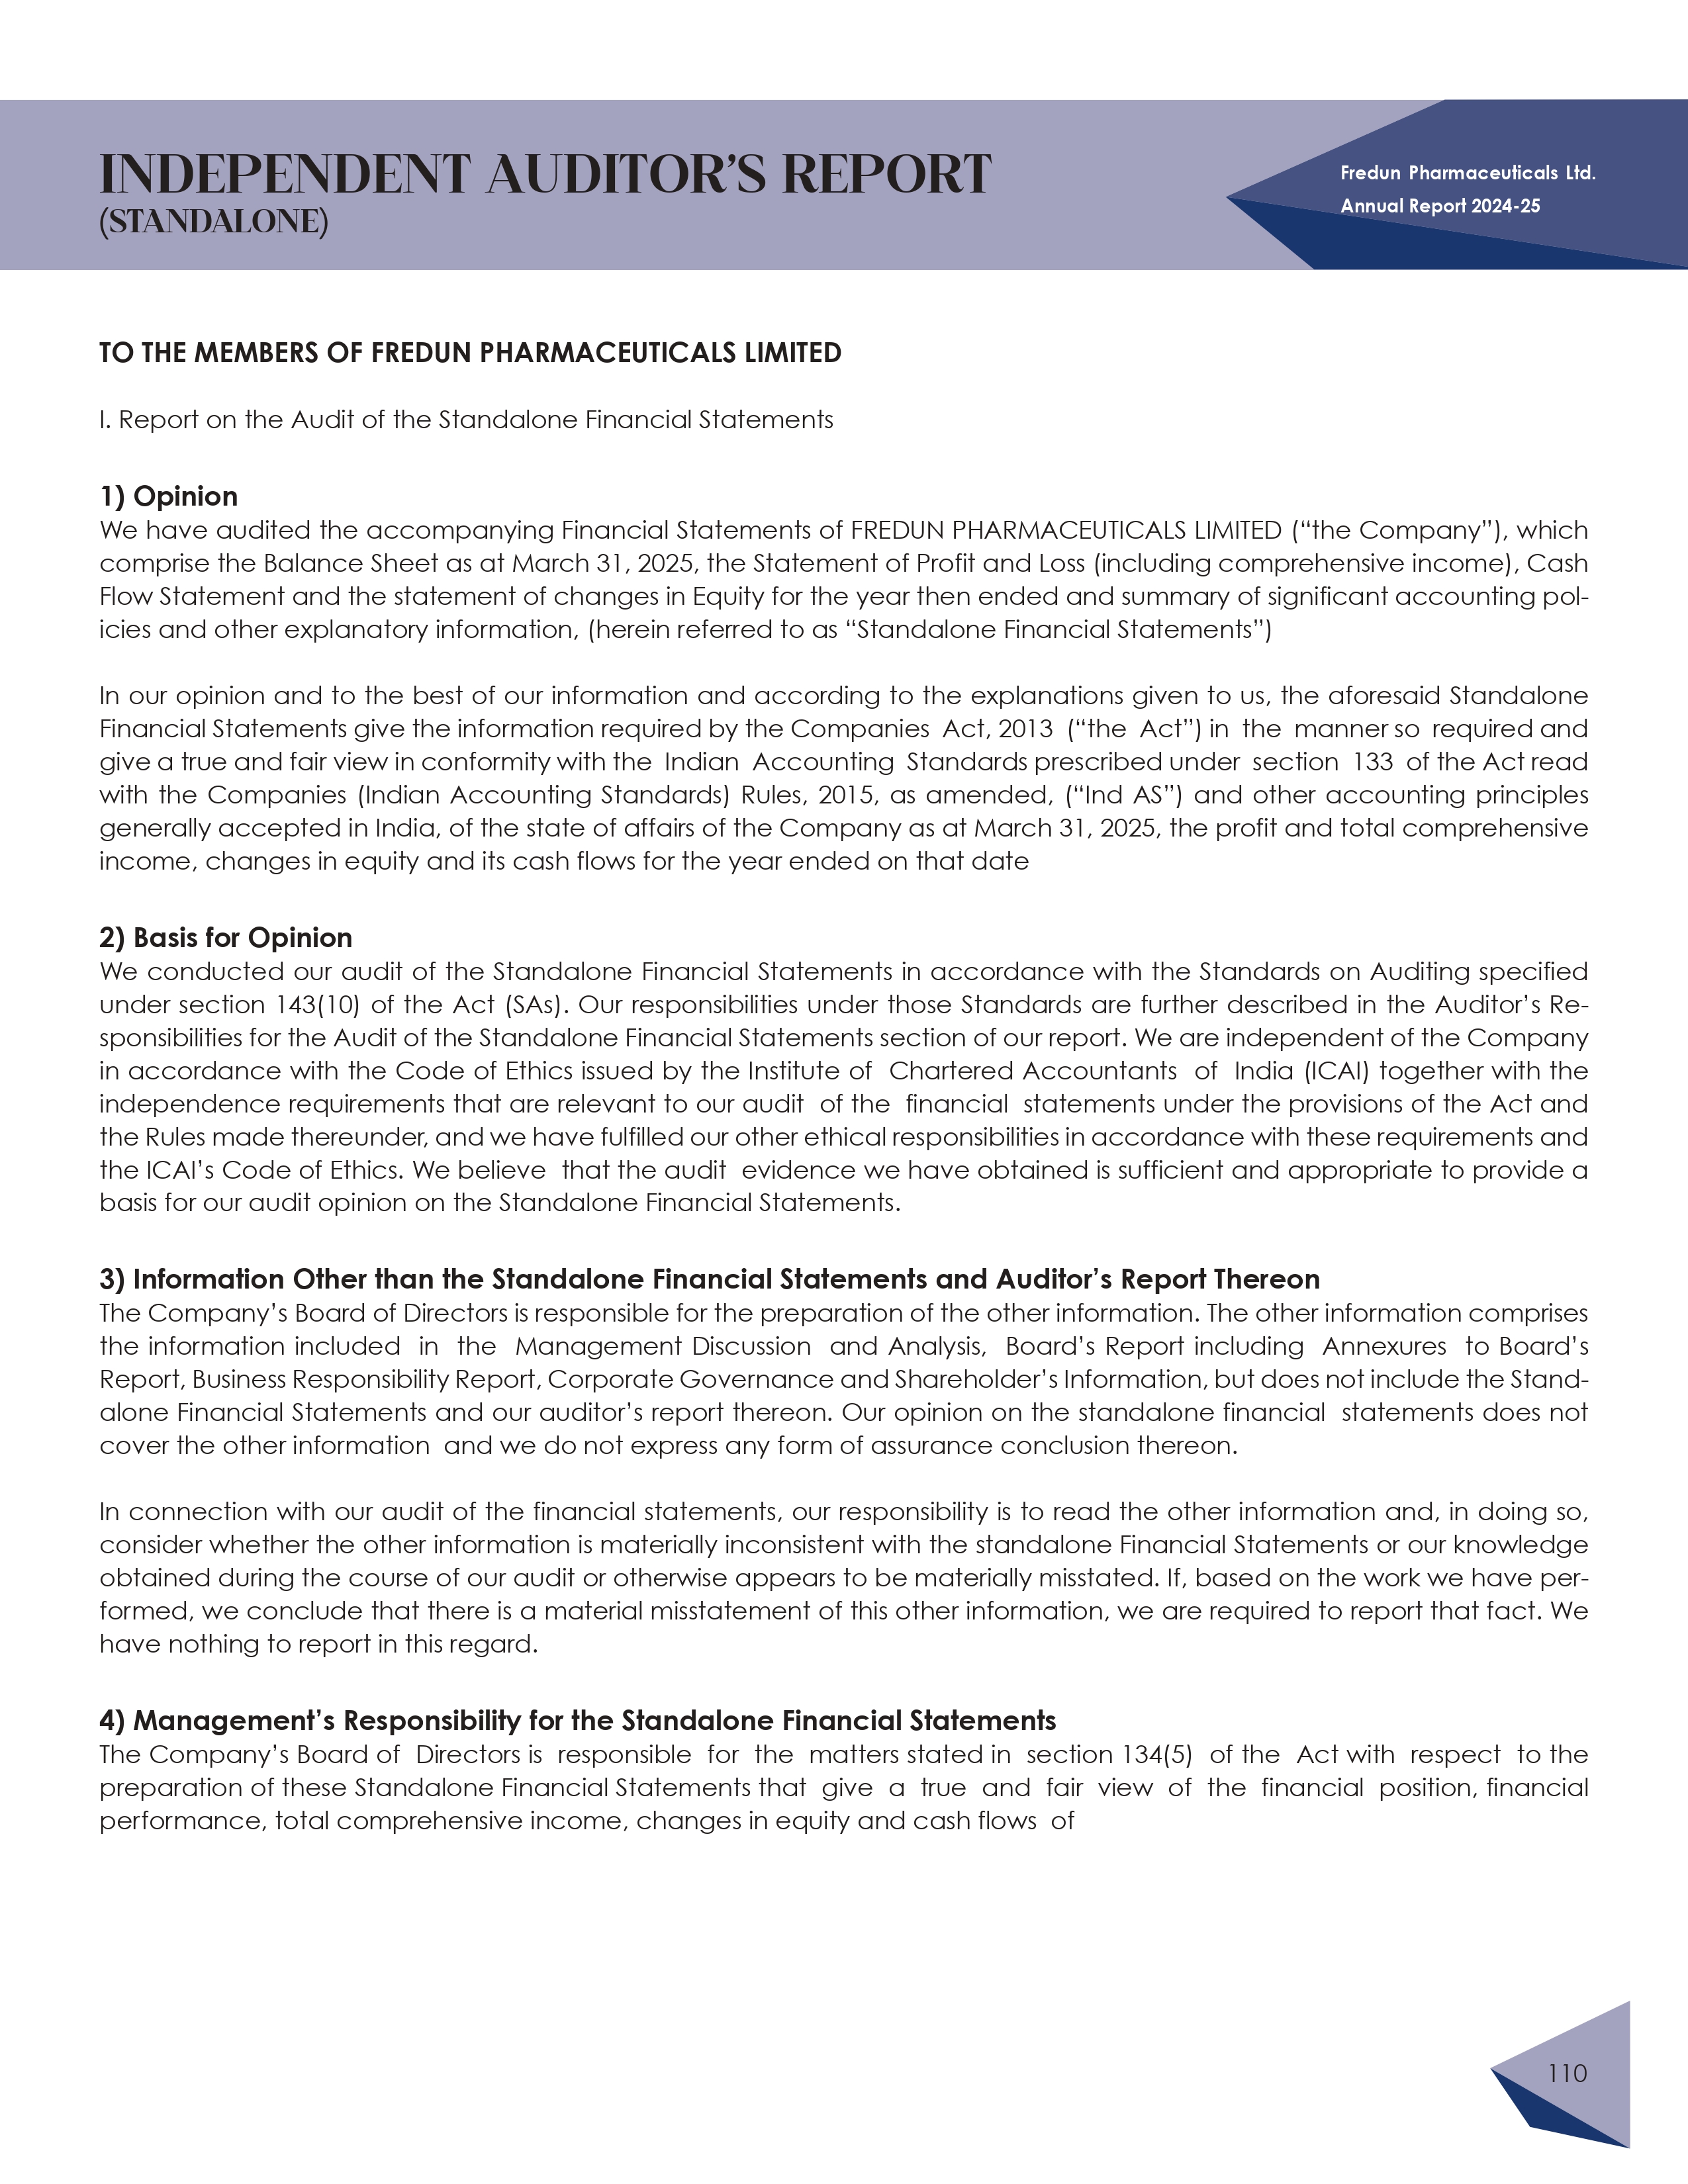 INDEPENDENT AUDITOR’S REPORT
(STANDALONE)
Fredun Pharmaceuticals Ltd.
Annual Report 2024-25
TO THE MEMBERS OF FREDUN PHARMACEUTICALS LIMITED
I. Report on the Audit of the Standalone Financial Statements
1) Opinion
We have audited the accompanying Financial Statements of FREDUN PHARMACEUTICALS LIMITED (“the Company”), which
comprise the Balance Sheet as at March 31, 2025, the Statement of Profit and Loss (including comprehensive income), Cash
Flow Statement and the statement of changes in Equity for the year then ended and summary of significant accounting pol-
icies and other explanatory information, (herein referred to as “Standalone Financial Statements”)
In our opinion and to the best of our information and according to the explanations given to us, the aforesaid Standalone
Financial Statements give the information required by the Companies Act, 2013 (“the Act”) in the manner so required and
give a true and fair view in conformity with the Indian Accounting Standards prescribed under section 133 of the Act read
with the Companies (Indian Accounting Standards) Rules, 2015, as amended, (“Ind AS”) and other accounting principles
generally accepted in India, of the state of affairs of the Company as at March 31, 2025, the profit and total comprehensive
income, changes in equity and its cash flows for the year ended on that date
2) Basis for Opinion
We conducted our audit of the Standalone Financial Statements in accordance with the Standards on Auditing specified
under section 143(10) of the Act (SAs). Our responsibilities under those Standards are further described in the Auditor’s Re-
sponsibilities for the Audit of the Standalone Financial Statements section of our report. We are independent of the Company
in accordance with the Code of Ethics issued by the Institute of Chartered Accountants of India (ICAI) together with the
independence requirements that are relevant to our audit of the financial statements under the provisions of the Act and
the Rules made thereunder, and we have fulfilled our other ethical responsibilities in accordance with these requirements and
the ICAI’s Code of Ethics. We believe that the audit evidence we have obtained is sufficient and appropriate to provide a
basis for our audit opinion on the Standalone Financial Statements.
3) Information Other than the Standalone Financial Statements and Auditor’s Report Thereon
The Company’s Board of Directors is responsible for the preparation of the other information. The other information comprises
the information included in the Management Discussion and Analysis, Board’s Report including Annexures to Board’s
Report, Business Responsibility Report, Corporate Governance and Shareholder’s Information, but does not include the Stand-
alone Financial Statements and our auditor’s report thereon. Our opinion on the standalone financial statements does not
cover the other information and we do not express any form of assurance conclusion thereon.
In connection with our audit of the financial statements, our responsibility is to read the other information and, in doing so,
consider whether the other information is materially inconsistent with the standalone Financial Statements or our knowledge
obtained during the course of our audit or otherwise appears to be materially misstated. If, based on the work we have per-
formed, we conclude that there is a material misstatement of this other information, we are required to report that fact. We
have nothing to report in this regard.
4) Management’s Responsibility for the Standalone Financial Statements
The Company’s Board of Directors is responsible for the matters stated in section 134(5) of the Act with respect to the
preparation of these Standalone Financial Statements that give a true and fair view of the financial position, financial
performance, total comprehensive income, changes in equity and cash flows of
110